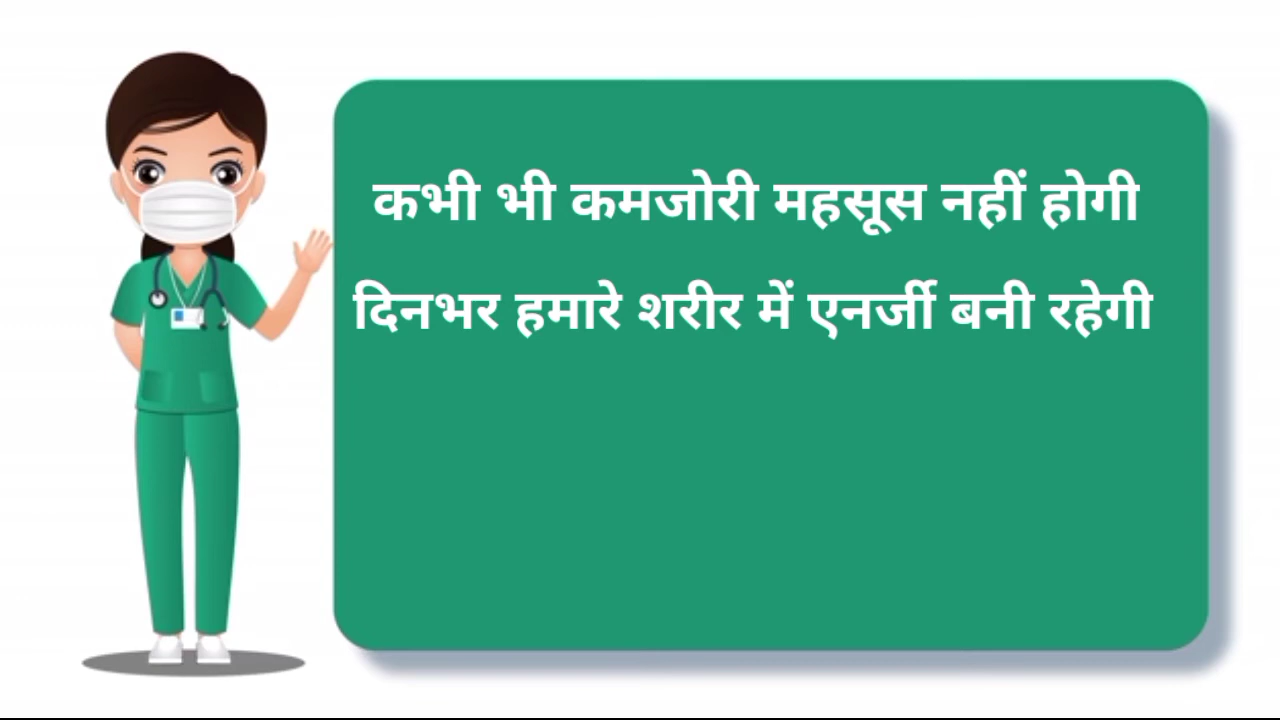 कभी भी कमजोरी महसूस नहीं होगी
दिनभर हमारे शरीर में एनर्जी बनी रहेगी